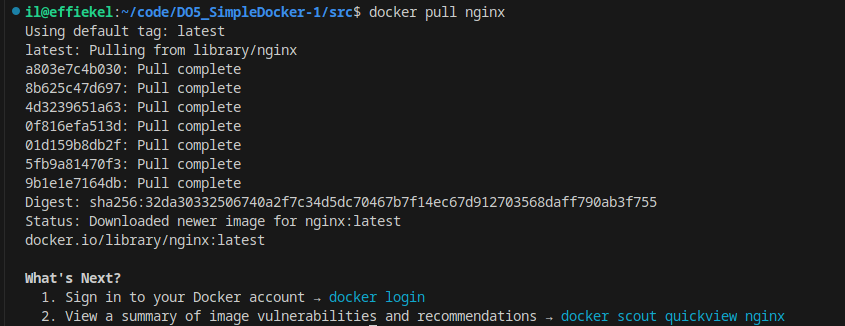 il@effiekel:~/code/DO5_SimpleDocker-1/src$ docker pull nginx
Using default tag: latest
latest: Pulling from library/nginx
a803e7c4b030: Pull complete
8b625c47d697: Pull complete
4d3239651a63: Pull complete
0f816efa513d: Pull complete
01d159b8db2f: Pull complete
5fb9a81470f3: Pull complete
9b1e1e7164db: Pull complete
Digest: sha256:32da30332506740a2f7c34d5dc70467b7f14ec67d912703568daff790ab3f755
Status: Downloaded newer image for nginx:latest
docker.io/library/nginx:latest
What's Next?
1. Sign in to your Docker account → docker login
2. View a summary of image vulnerabilities and recommendations → docker scout quickview nginx